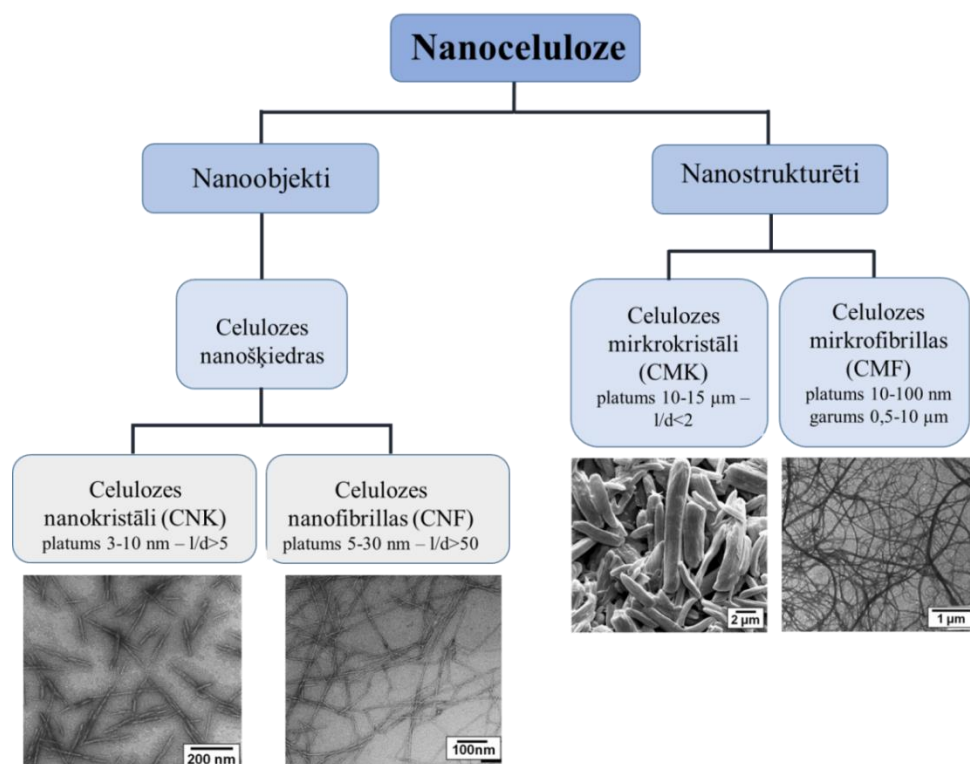 Nanoceluloze
Nanoobjekti
Nanostrukturēti
Celulozes
nanošķiedras
Celulozes
mirkrokristāli
(CMK)
platums 10-15 µm –
l/d<2
Celulozes
mirkrofibrillas
(CMF)
platums 10-100 nm
garums 0,5-10 µm
Celulozes
nanokristāli (CNK)
platums 3-10 nm – l/d>5
Celulozes
nanofibrillas (CNF)
platums 5-30 nm – l/d>50
2 µm
1 µm
200 nm
100nm